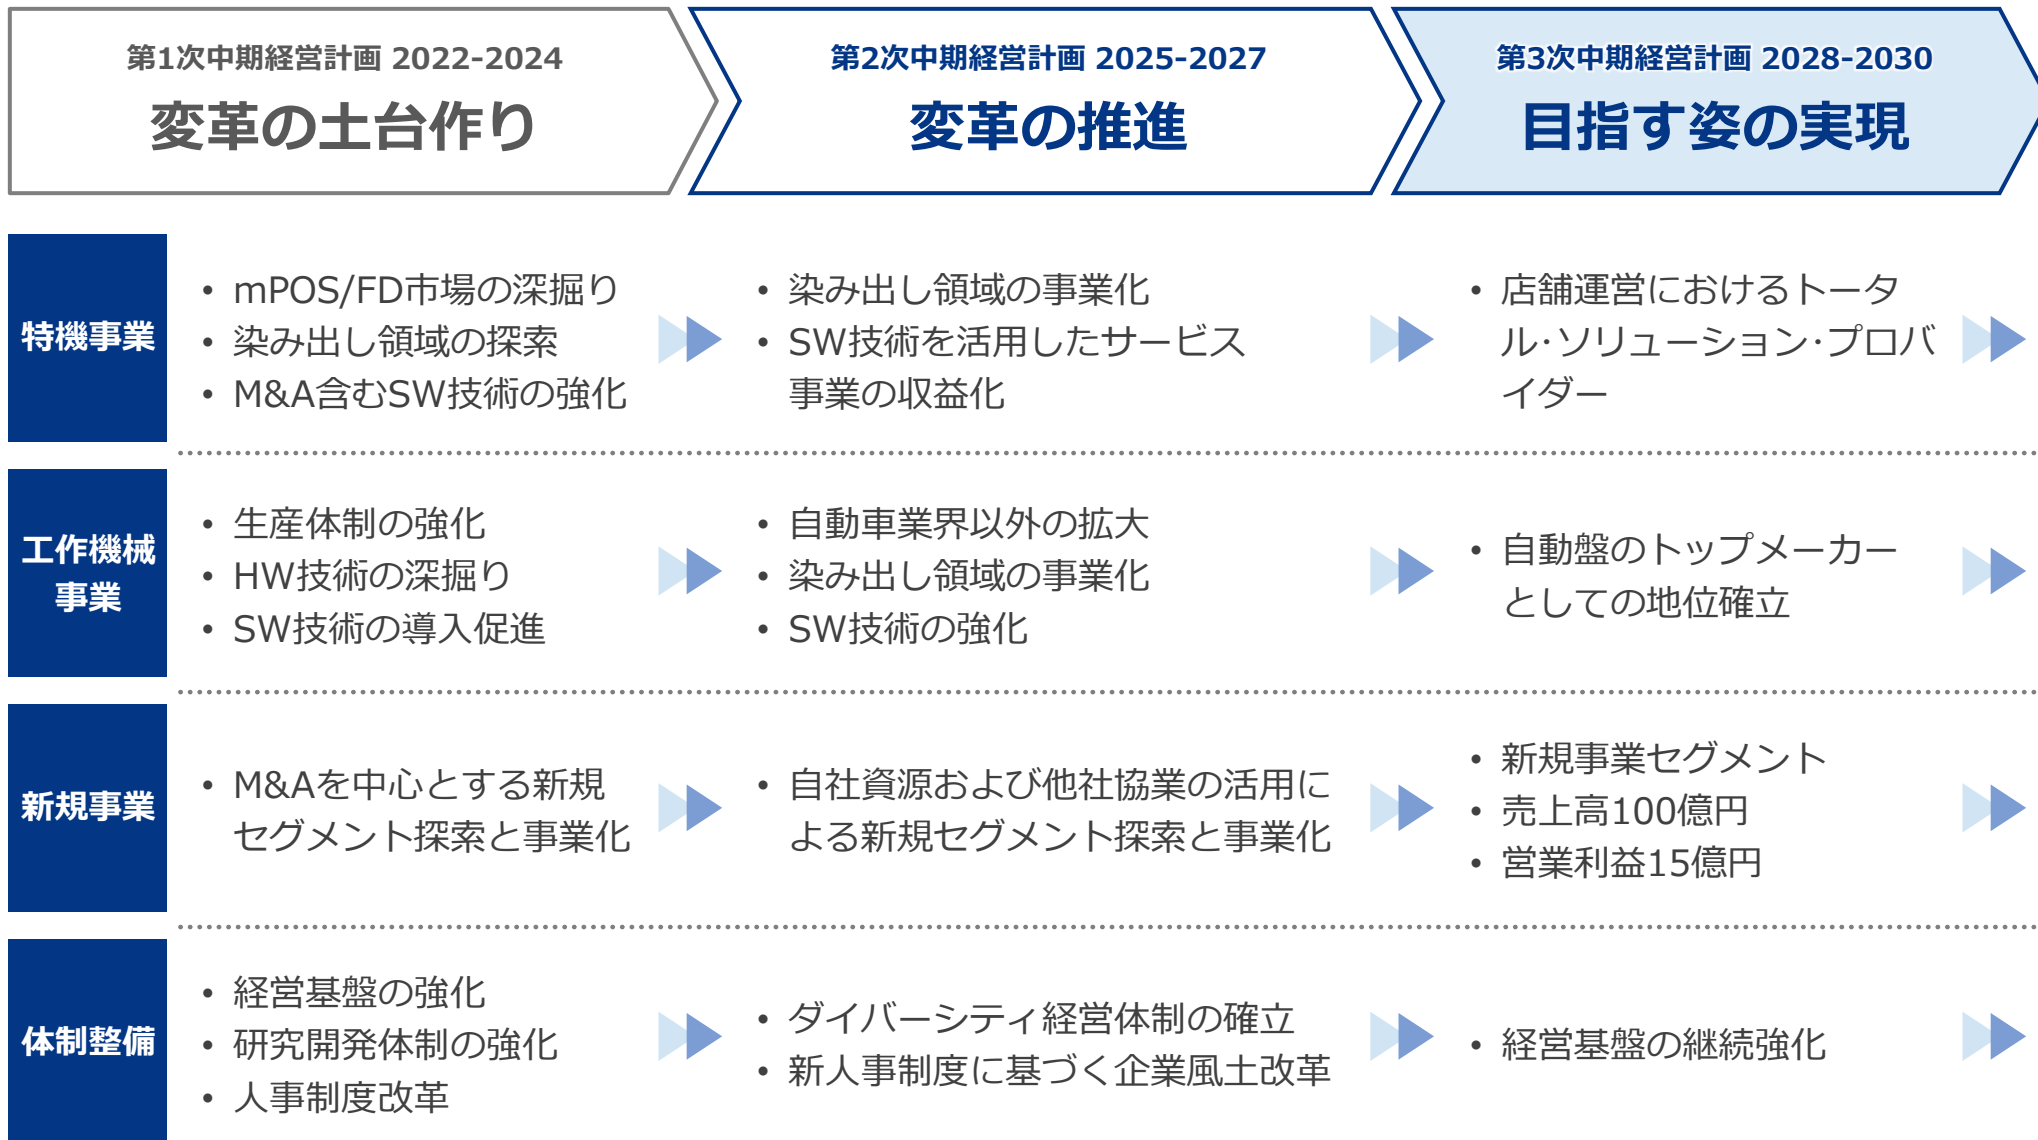 第1次中期経営計画 2022-2024
変革の土台作り
第2次中期経営計画 2025-2027
変革の推進
第3次中期経営計画 2028-2030
目指す姿の実現
特機事業
• mPOS/FD市場の深掘り
• 染み出し領域の探索
• M&A含むSW技術の強化
• 染み出し領域の事業化
• SW技術を活用したサービス
事業の収益化
• 店舗運営におけるトータ
ル･ソリューション･プロバ
イダー
工作機械
事業
• 生産体制の強化
• HW技術の深掘り
• SW技術の導入促進
• 自動車業界以外の拡大
• 染み出し領域の事業化
• SW技術の強化
• 自動盤のトップメーカー
としての地位確立
新規事業
• M&Aを中心とする新規
セグメント探索と事業化
• 自社資源および他社協業の活用に
よる新規セグメント探索と事業化
• 新規事業セグメント
• 売上高100億円
• 営業利益15億円
体制整備
• 経営基盤の強化
• 研究開発体制の強化
• 人事制度改革
• ダイバーシティ経営体制の確立
• 新人事制度に基づく企業風土改革
• 経営基盤の継続強化